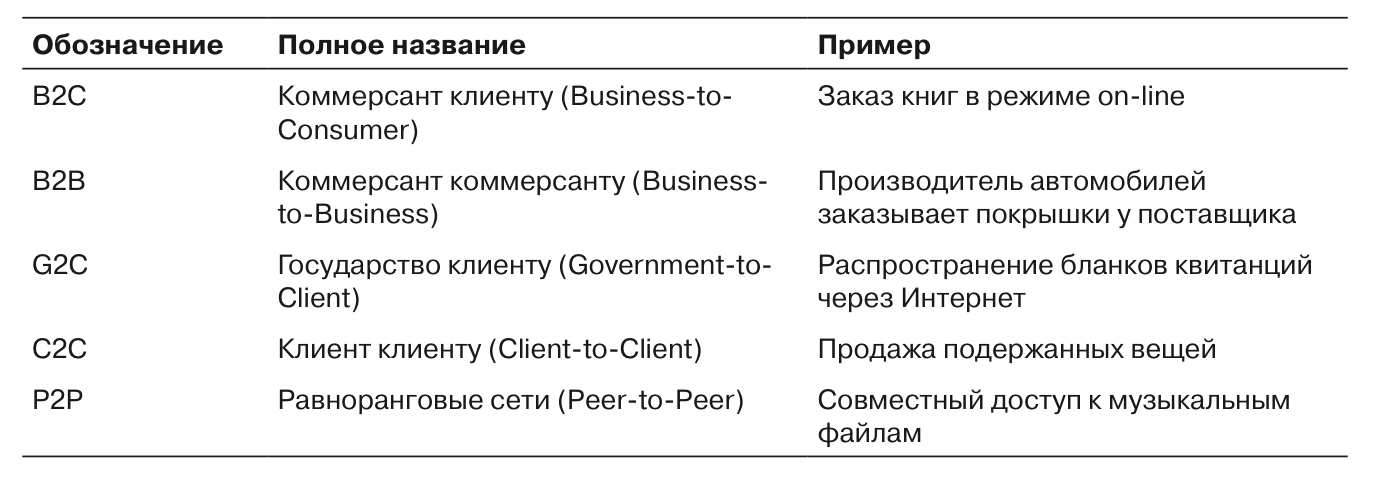 Обозначение Полное название Пример
B2C Коммерсант клиенту (Business-to- Заказ книг в режиме on-line
Consumer)
B2B Коммерсант коммерсанту (Business- Производитель автомобилей
to-Business) заказывает покрышки у поставщика
G2C Государство клиенту (Government-to- Распространение бланков квитанций
Client) через Интернет
C2C Клиент клиенту (Client-to-Client) Продажа подержанных вещей
P2P Равноранговые сети (Peer-to-Peer) Совместный доступ к музыкальным
файлам